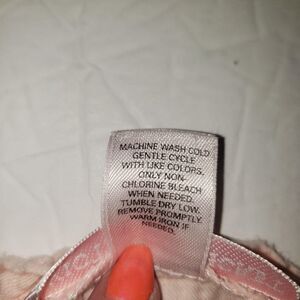 MACHINE WASH COLD
GENTLE CYCLE
WITH LIKE COLORS.
ONLY NON-
CHLORINE BLEACH
WHEN NEEDED.
TUMBLE DRY LOW.
REMOVE PROMPTLY.
WARM IRON IF
NEEDED.